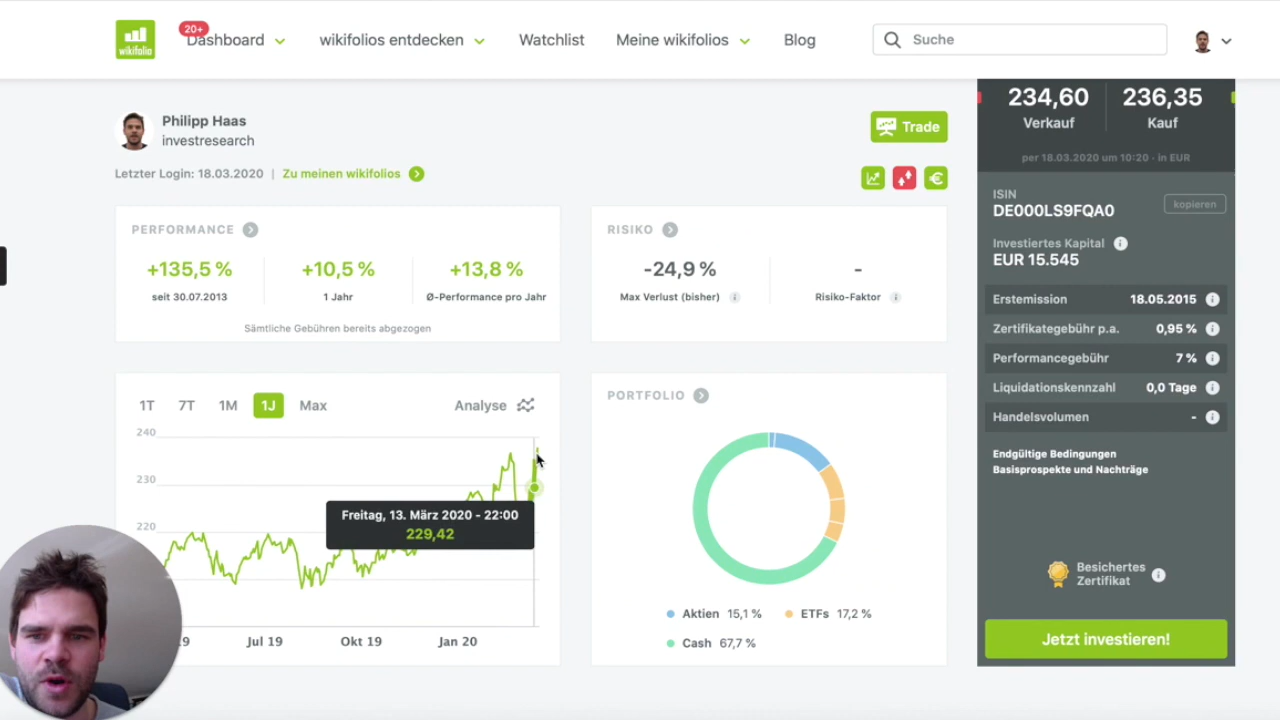 20+
wikifolio
Dashboard
wikifolios entdecken
Watchlist
Meine wikifolios
Blog
Suche
Philipp Haas
investresearch
Trade
Letzter Login: 18.03.2020 | Zu meinen wikifolios
PERFORMANCE
+135,5 % +10,5 % +13,8 %
seit 30.07.2013 1 Jahr Ø-Performance pro Jahr
Sämtliche Gebühren bereits abgezogen
RISIKO
-24,9 % -
Max Verlust (bisher) Risiko-Faktor
1T 7T 1M 1J Max Analyse
240
230
220
Freitag, 13. März 2020 - 22:00
229,42
9 Jul 19 Okt 19 Jan 20
PORTFOLIO
Aktien 15,1 % ETFs 17,2 %
Cash 67,7 %
234,60 236,35
Verkauf Kauf
per 18.03.2020 um 10:20 - in EUR
ISIN
DE000LS9FQA0 kopieren
Investiertes Kapital
EUR 15.545
Erstemission 18.05.2015
Zertifikategebühr p.a. 0,95 %
Performancegebühr 7 %
Liquidationskennzahl 0,0 Tage
Handelsvolumen -
Endgültige Bedingungen
Basisprospekte und Nachträge
Besichertes
Zertifikat
Jetzt investieren!